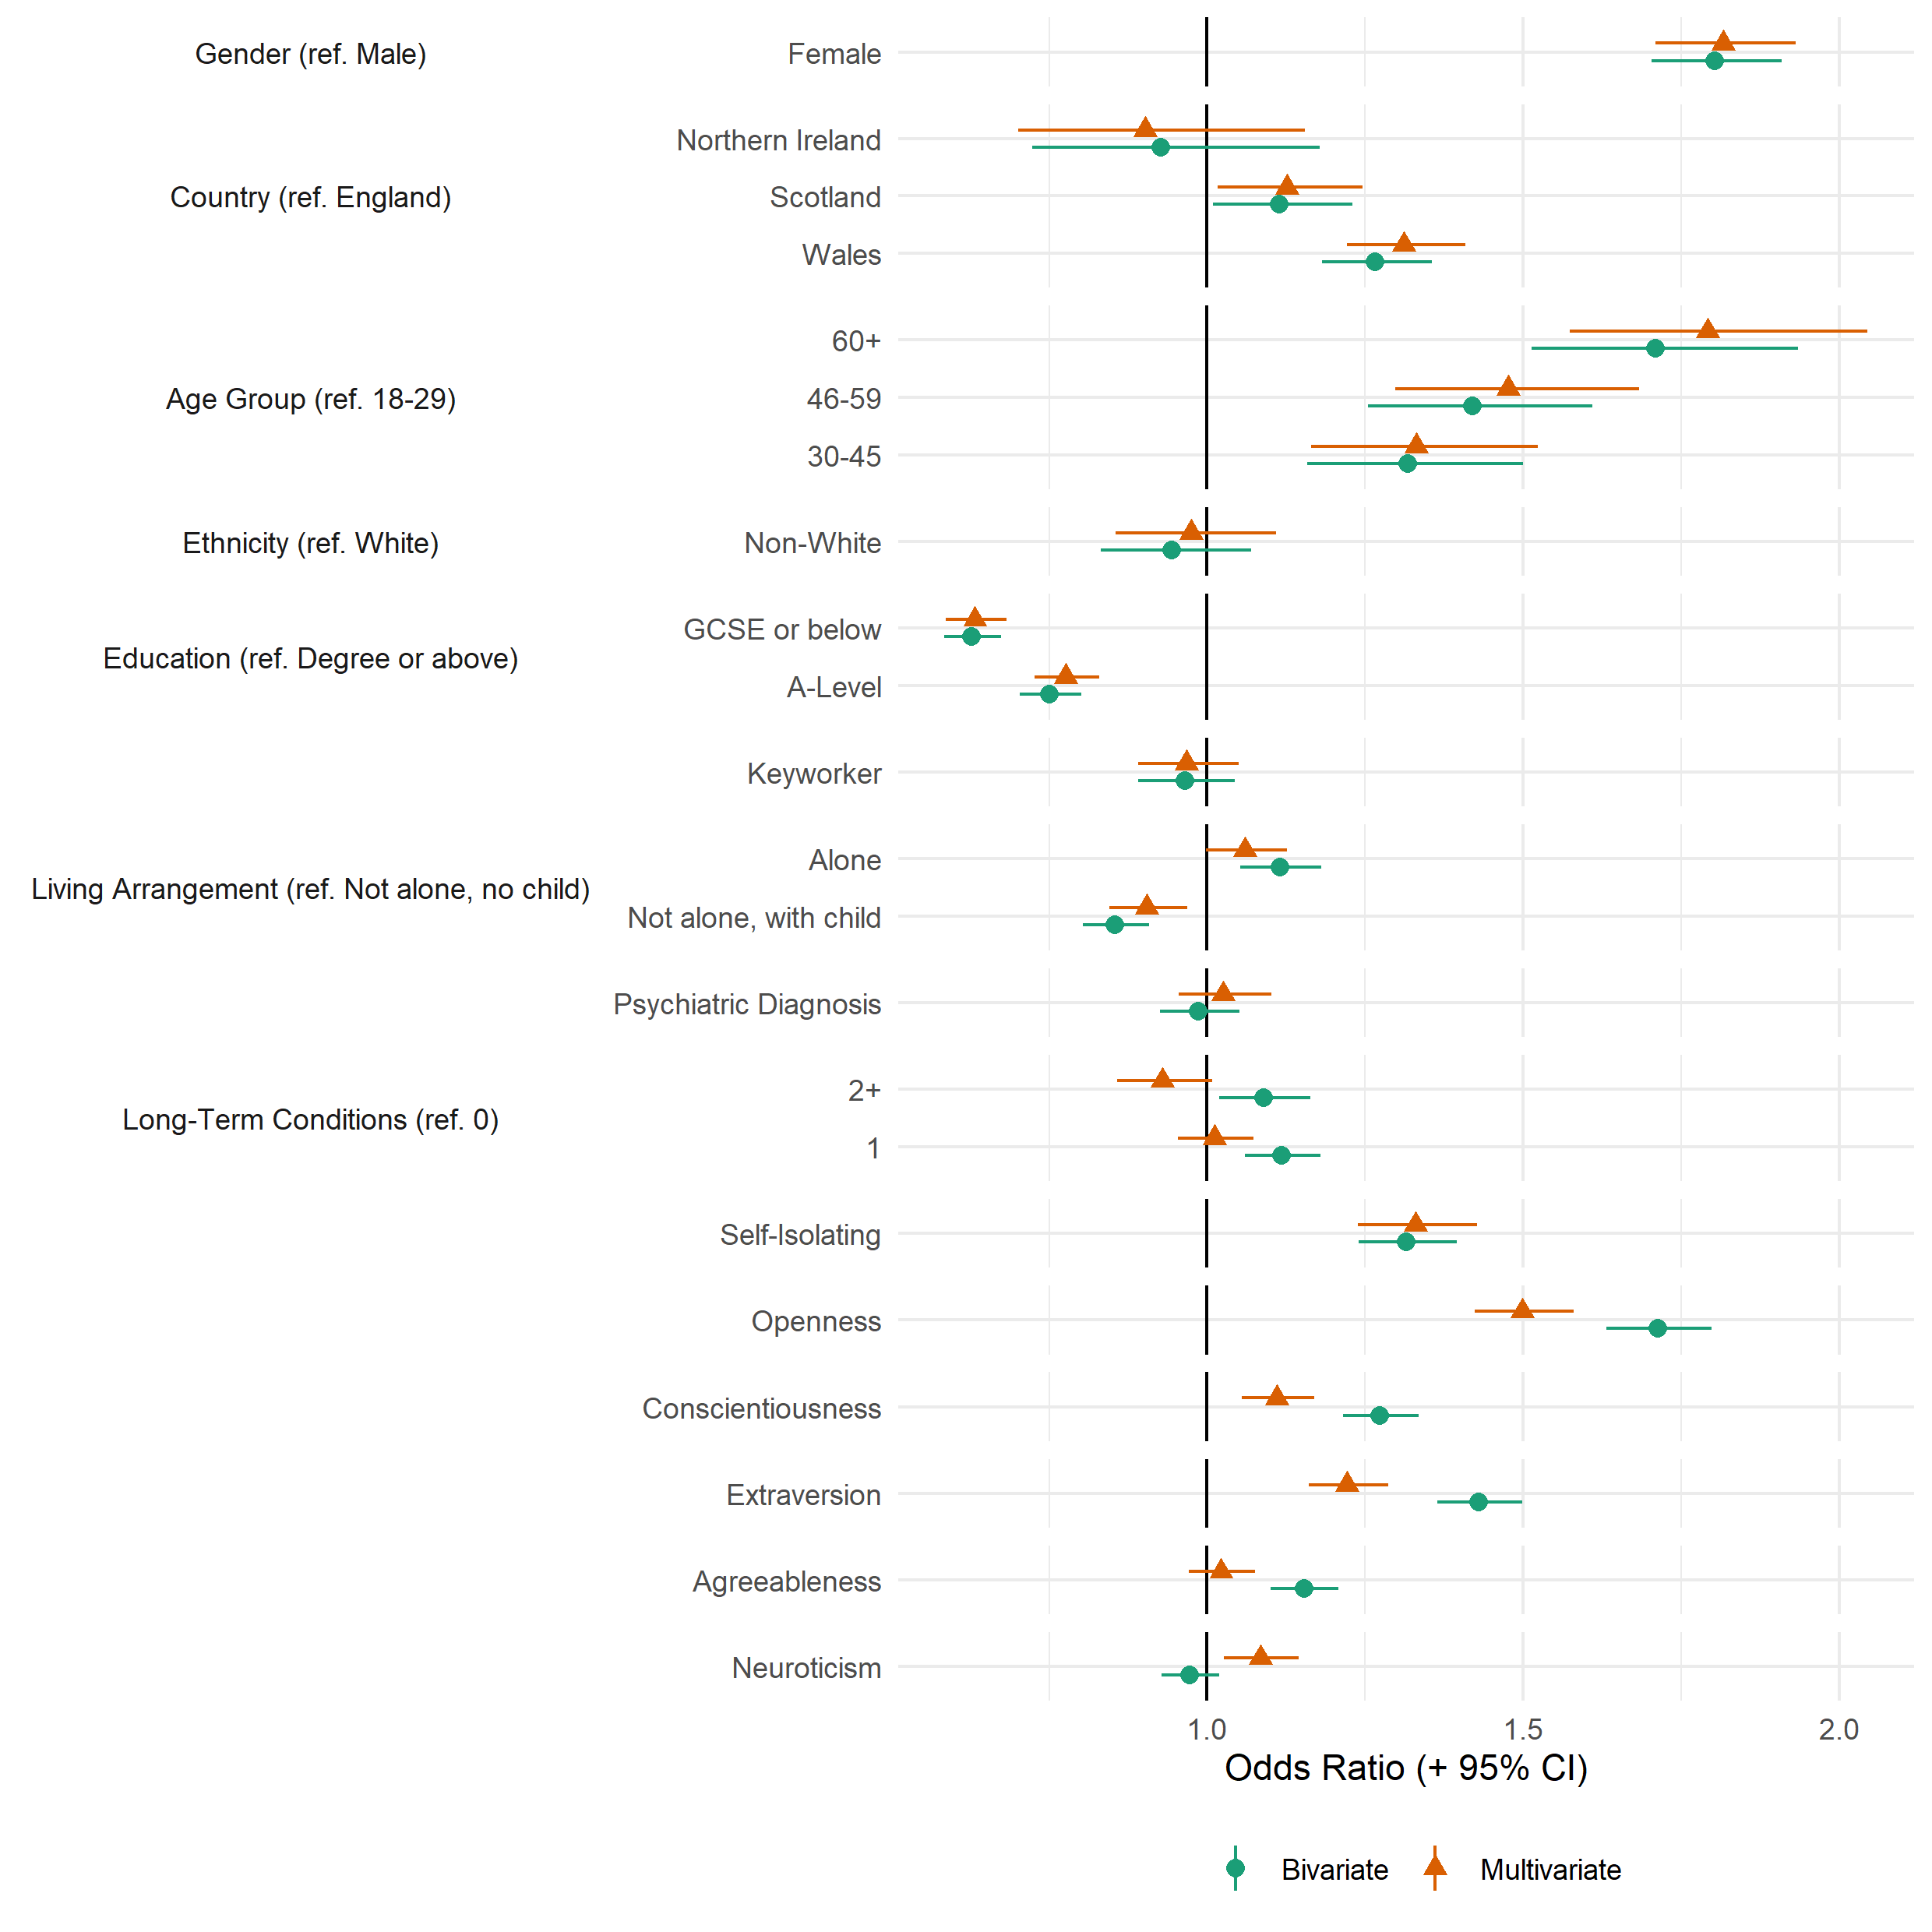 Gender (ref. Male)
Female
Northern Ireland
Country (ref. England)
Scotland
Wales
60+
Age Group (ref. 18-29)
46-59
30-45
Ethnicity (ref. White)
Non-White
GCSE or below
Education (ref. Degree or above)
A-Level
Keyworker
Alone
Living Arrangement (ref. Not alone, no child)
Not alone, with child
Psychiatric Diagnosis
2+
Long-Term Conditions (ref. 0)
1
Self-Isolating
Openness
Conscientiousness
Extraversion
Agreeableness
Neuroticism
1.0 1.5 2.0
Odds Ratio (+ 95% CI)
Bivariate Multivariate